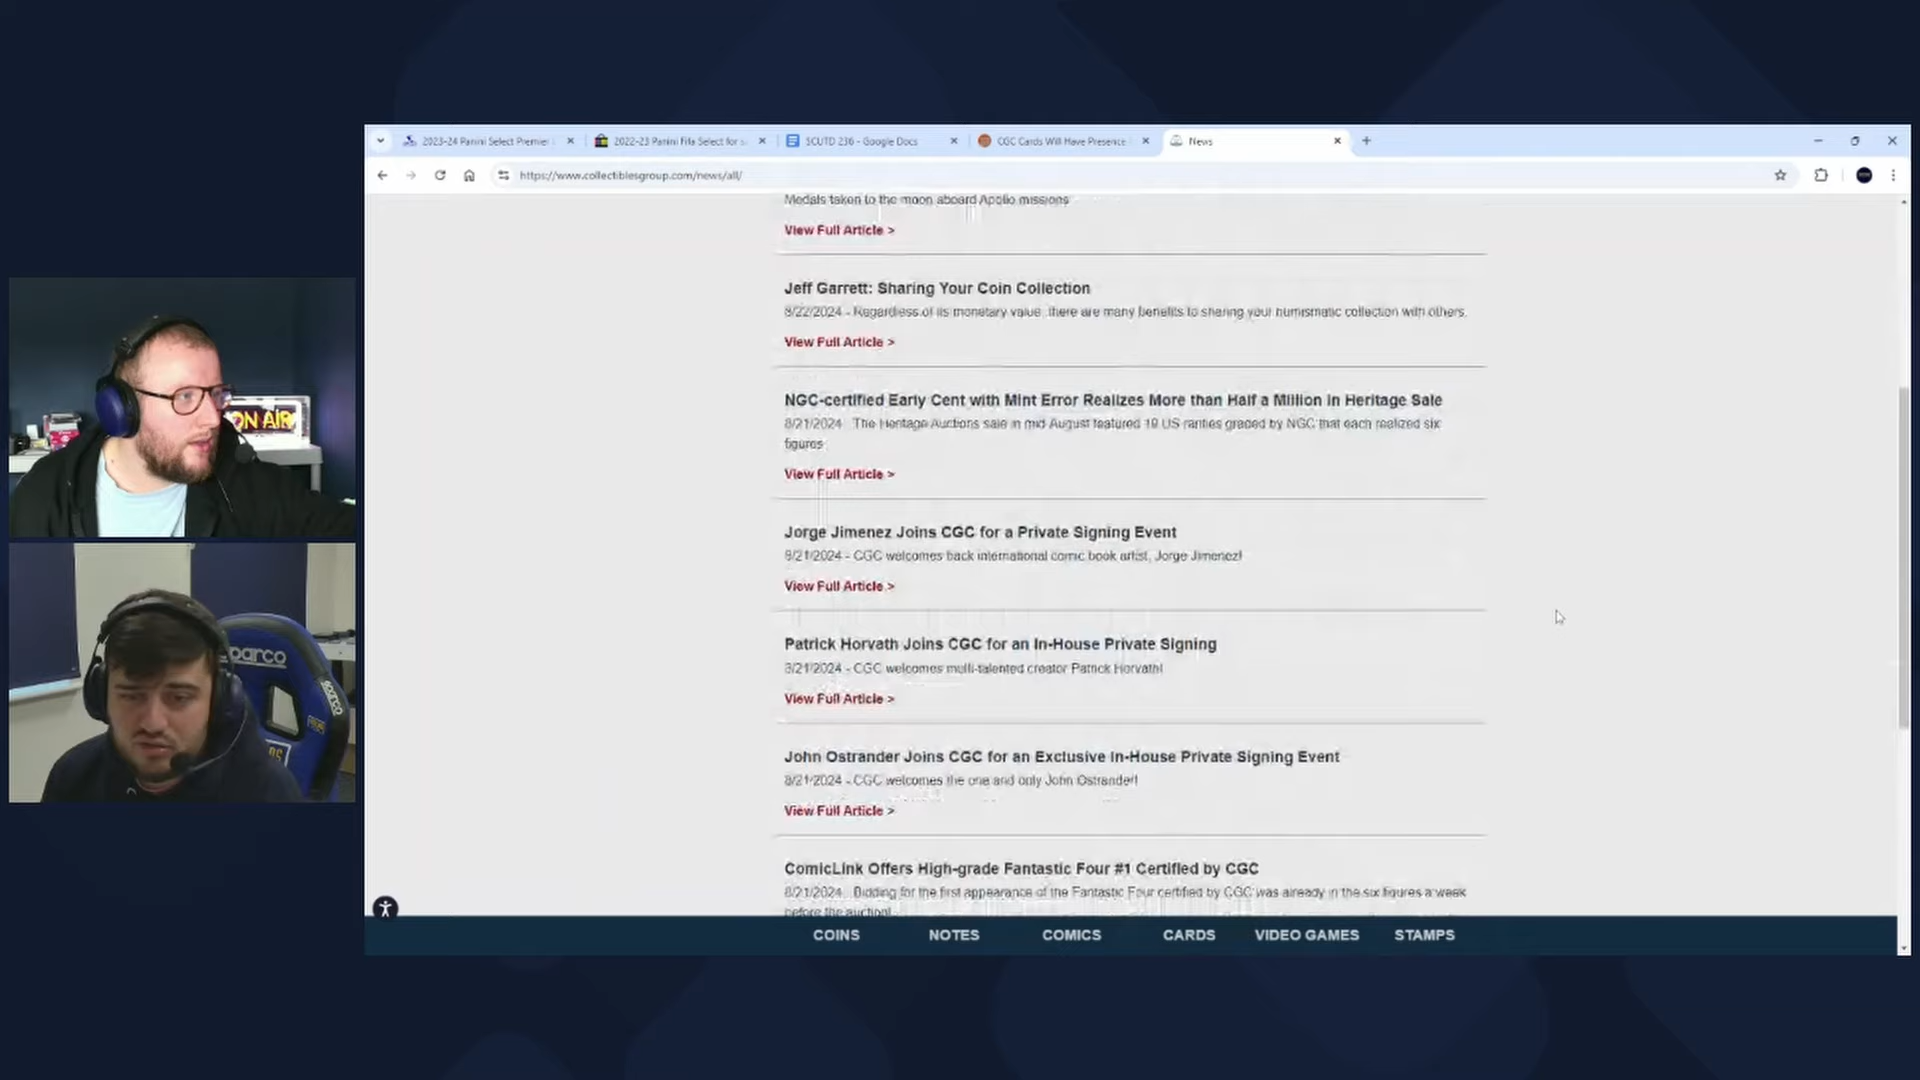 2023-24 Panini Select Premier
2022-23 Panini Fifa Select for s
SCUTD 236 - Google Docs
CGC Cards Will Have Presence
News
https://www.collectiblesgroup.com/news/all/
Medals taken to the moon aboard Apollo missions
View Full Article >
Jeff Garrett: Sharing Your Coin Collection
8/22/2024 - Regardless of its monetary value, there are many benefits to sharing your numismatic collection with others.
View Full Article >
NGC-certified Early Cent with Mint Error Realizes More than Half a Million in Heritage Sale
8/21/2024 - The Heritage Auctions sale in mid-August featured 19 US rarities graded by NGC that each realized six
figures
View Full Article >
Jorge Jimenez Joins CGC for a Private Signing Event
8/21/2024 - CGC welcomes back international comic book artist, Jorge Jimenez!
View Full Article >
Patrick Horvath Joins CGC for an In-House Private Signing
8/21/2024 - CGC welcomes multi-talented creator Patrick Horvath!
View Full Article >
John Ostrander Joins CGC for an Exclusive In-House Private Signing Event
8/21/2024 - CGC welcomes the one and only John Ostrander!
View Full Article >
ComicLink Offers High-grade Fantastic Four #1 Certified by CGC
8/21/2024 - Bidding for the first appearance of the Fantastic Four certified by CGC was already in the six figures a week
before the auction!
COINS NOTES COMICS CARDS VIDEO GAMES STAMPS
ON AIR
sparco
sparco